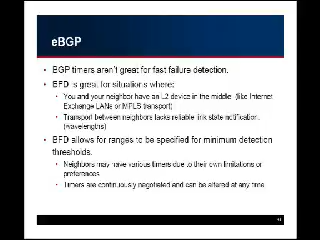 eBGP
• BGP timers aren't great for fast failure detection.
• BFD is great for situations where:
• You and your neighbor have an L2 device in the middle (like Internet
Exchange LANs or MPLS transport)
• Transport between neighbors lacks reliable link state notification.
(wavelengths)
• BFD allows for ranges to be specified for minimum detection
thresholds.
• Neighbors may have various timers due to their own limitations or
preferences
• Timers are continuously negotiated and can be altered at any time